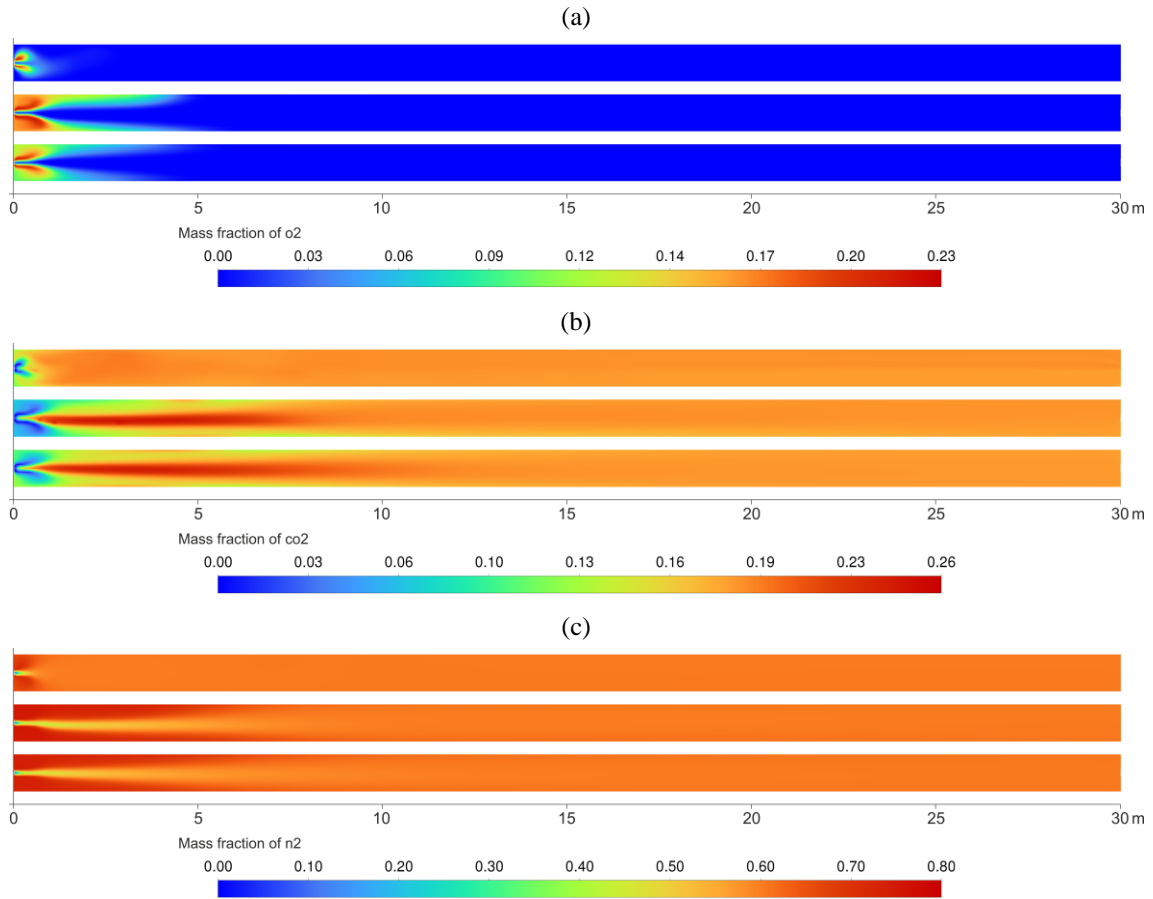 (a)
0 5 10 15 20 25 30 m
Mass fraction of o2
0.00 0.03 0.06 0.09 0.12 0.14 0.17 0.20 0.23
(b)
0 5 10 15 20 25 30 m
Mass fraction of co2
0.00 0.03 0.06 0.10 0.13 0.16 0.19 0.23 0.26
(c)
0 5 10 15 20 25 30 m
Mass fraction of n2
0.00 0.10 0.20 0.30 0.40 0.50 0.60 0.70 0.80